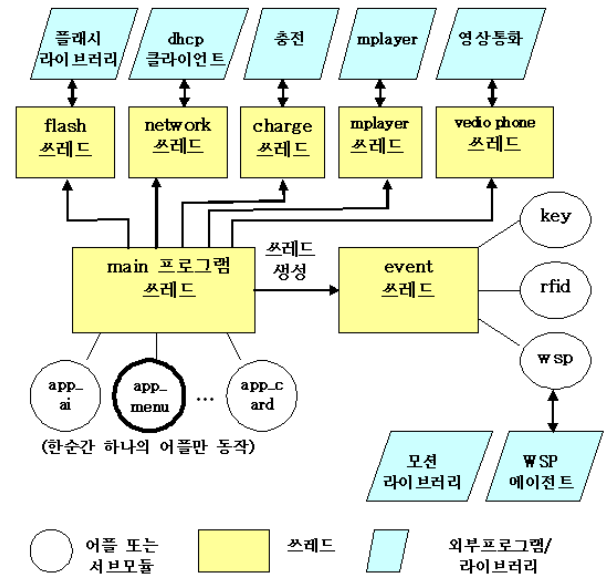 플래시
라이브러리
dhcp
클라이언트
충전
mplayer
영상통화
flash
쓰레드
network
쓰레드
charge
쓰레드
mplayer
쓰레드
vedio phone
쓰레드
main 프로그램
쓰레드
쓰레드
생성
event
쓰레드
key
rfid
wsp
app_
ai
app_
menu
...
app_c
ard
(한순간 하나의 어플만 동작)
모션
라이브러리
WSP
에이전트
어플 또는
서브모듈
쓰레드
외부프로그램/
라이브러리